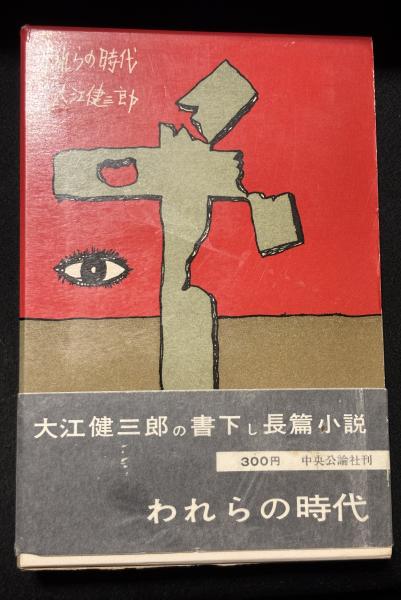 われらの時代
大江健三郎
大江健三郎の書下し長篇小説
300円 中央公論社刊
われらの時代